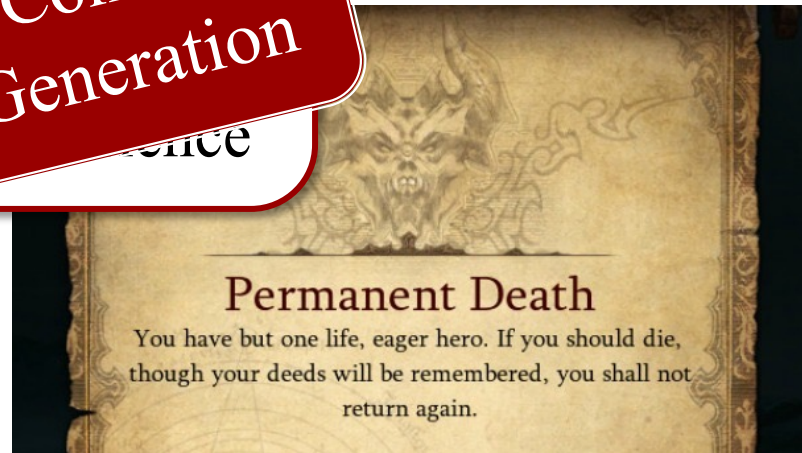 Generation
Permanent Death
You have but one life, eager hero. If you should die,
though your deeds will be remembered, you shall not
return again.